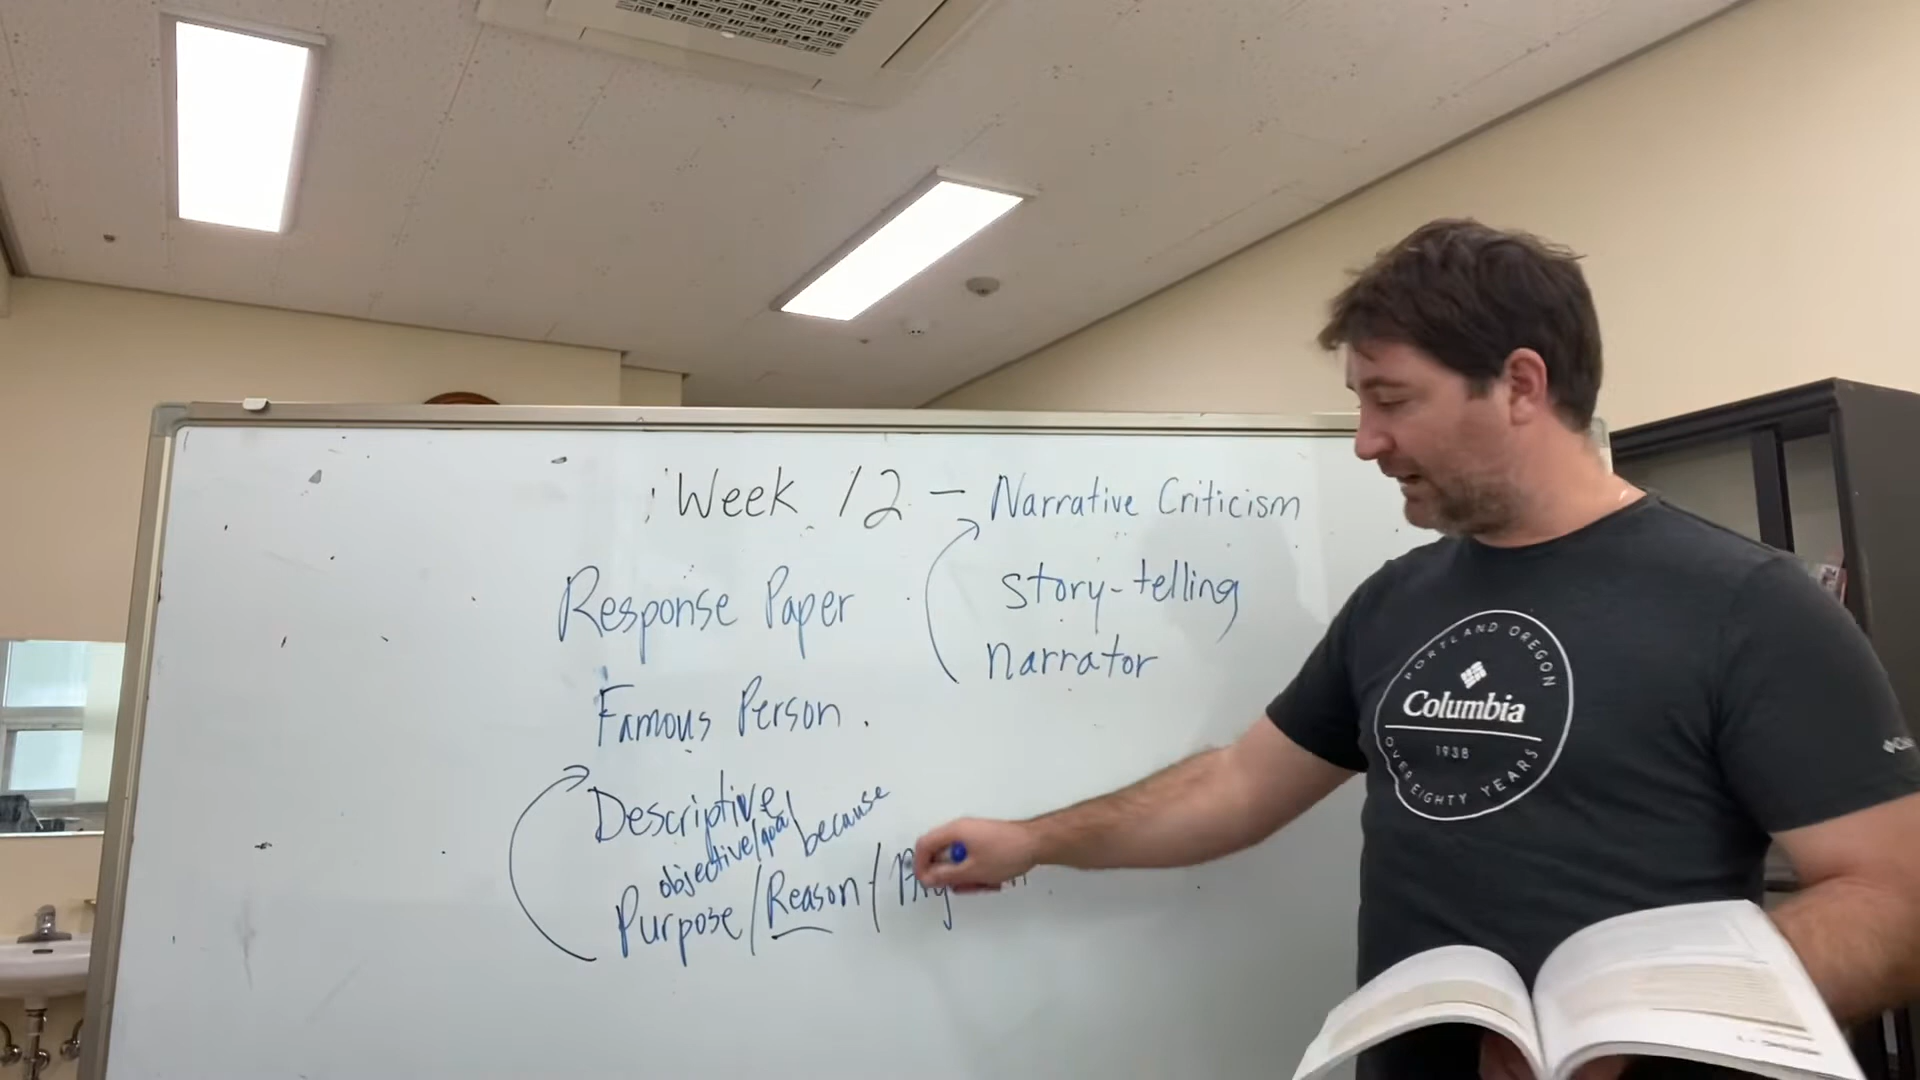 Week 12 - Narrative Criticism
story-telling
narrator
Response Paper
Famous Person.
Descriptive
objective/goal because
Purpose/Reason/
PORTLAND OREGON
Columbia
1938
OVER EIGHTY YEARS